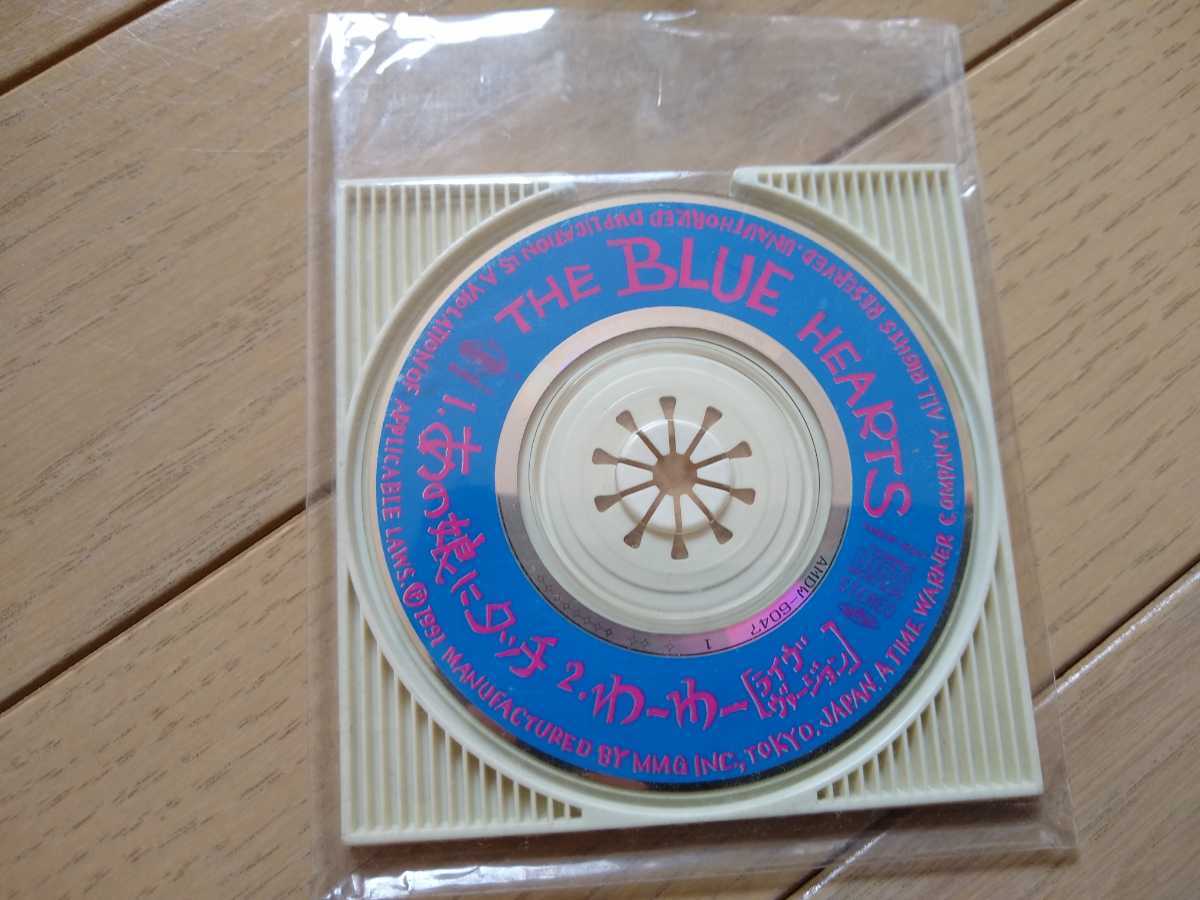 THE BLUE HEARTS
1. あの娘にタッチ
2. わーわー[ライヴ
ヴァージョン]
AMDW-6047 1
℗1991 MANUFACTURED BY MMG INC., TOKYO, JAPAN A TIME WARNER COMPANY ALL RIGHTS RESERVED. UNAUTHORIZED DUPLICATION IS A VIOLATION OF APPLICABLE LAWS.